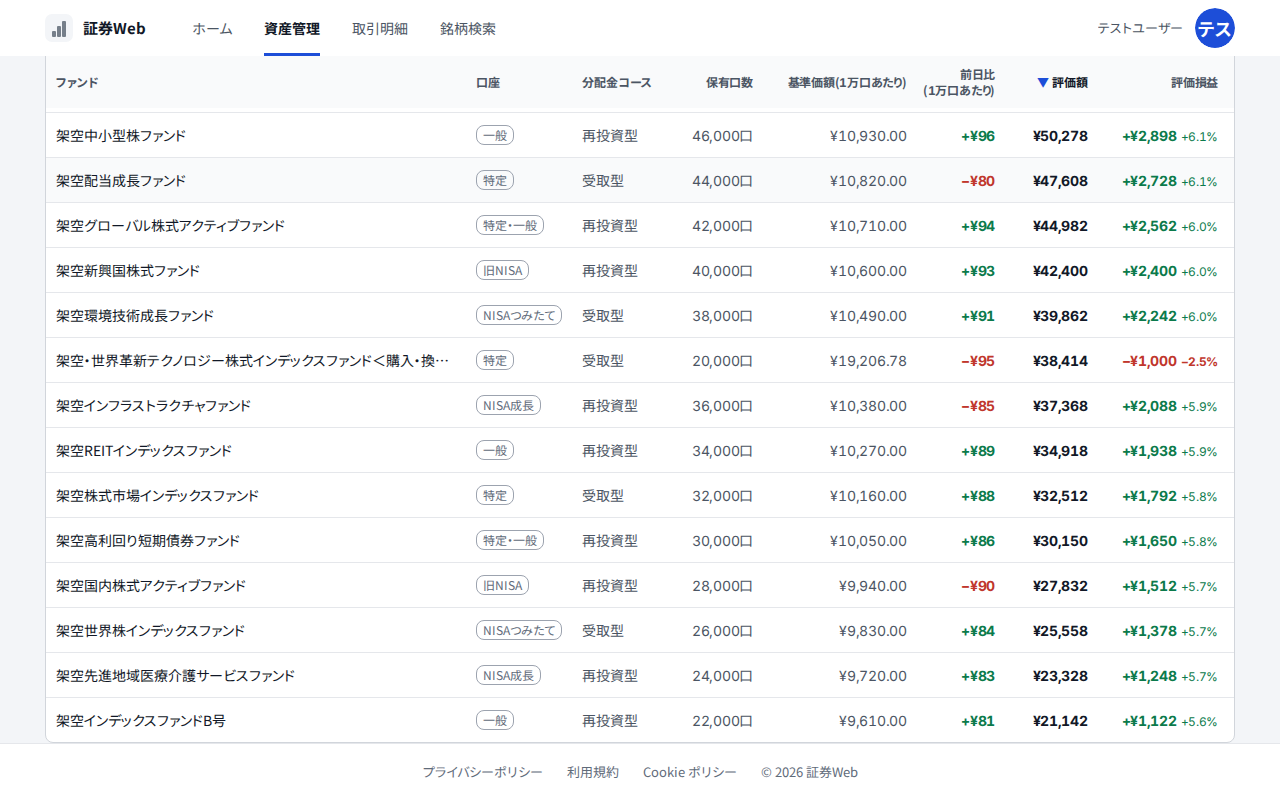 証券Web ホーム 資産管理 取引明細 銘柄検索 テストユーザー テス
ファンド 口座 分配金コース 保有口数 基準価額(1万口あたり) 前日比 (1万口あたり) ▼評価額 評価損益
架空中小型株ファンド 一般 再投資型 46,000口 ¥10,930.00 +¥96 ¥50,278 +¥2,898 +6.1%
架空配当成長ファンド 特定 受取型 44,000口 ¥10,820.00 −¥80 ¥47,608 +¥2,728 +6.1%
架空グローバル株式アクティブファンド 特定・一般 再投資型 42,000口 ¥10,710.00 +¥94 ¥44,982 +¥2,562 +6.0%
架空新興国株式ファンド 旧NISA 再投資型 40,000口 ¥10,600.00 +¥93 ¥42,400 +¥2,400 +6.0%
架空環境技術成長ファンド NISAつみたて 受取型 38,000口 ¥10,490.00 +¥91 ¥39,862 +¥2,242 +6.0%
架空・世界革新テクノロジー株式インデックスファンド＜購入・換… 特定 受取型 20,000口 ¥19,206.78 −¥95 ¥38,414 −¥1,000 −2.5%
架空インフラストラクチャファンド NISA成長 再投資型 36,000口 ¥10,380.00 −¥85 ¥37,368 +¥2,088 +5.9%
架空REITインデックスファンド 一般 再投資型 34,000口 ¥10,270.00 +¥89 ¥34,918 +¥1,938 +5.9%
架空株式市場インデックスファンド 特定 受取型 32,000口 ¥10,160.00 +¥88 ¥32,512 +¥1,792 +5.8%
架空高利回り短期債券ファンド 特定・一般 再投資型 30,000口 ¥10,050.00 +¥86 ¥30,150 +¥1,650 +5.8%
架空国内株式アクティブファンド 旧NISA 再投資型 28,000口 ¥9,940.00 −¥90 ¥27,832 +¥1,512 +5.7%
架空世界株インデックスファンド NISAつみたて 受取型 26,000口 ¥9,830.00 +¥84 ¥25,558 +¥1,378 +5.7%
架空先進地域医療介護サービスファンド NISA成長 再投資型 24,000口 ¥9,720.00 +¥83 ¥23,328 +¥1,248 +5.7%
架空インデックスファンドB号 一般 再投資型 22,000口 ¥9,610.00 +¥81 ¥21,142 +¥1,122 +5.6%
プライバシーポリシー 利用規約 Cookie ポリシー © 2026 証券Web